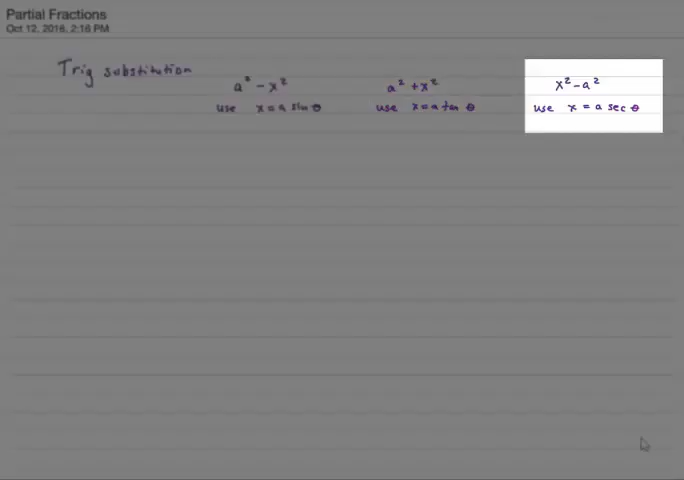 Partial Fractions
Oct 12, 2016, 2:16 PM
Trig substitution
a² - x²
use x = a sin θ
a² + x²
use x = a tan θ
x² - a²
use x = a sec θ